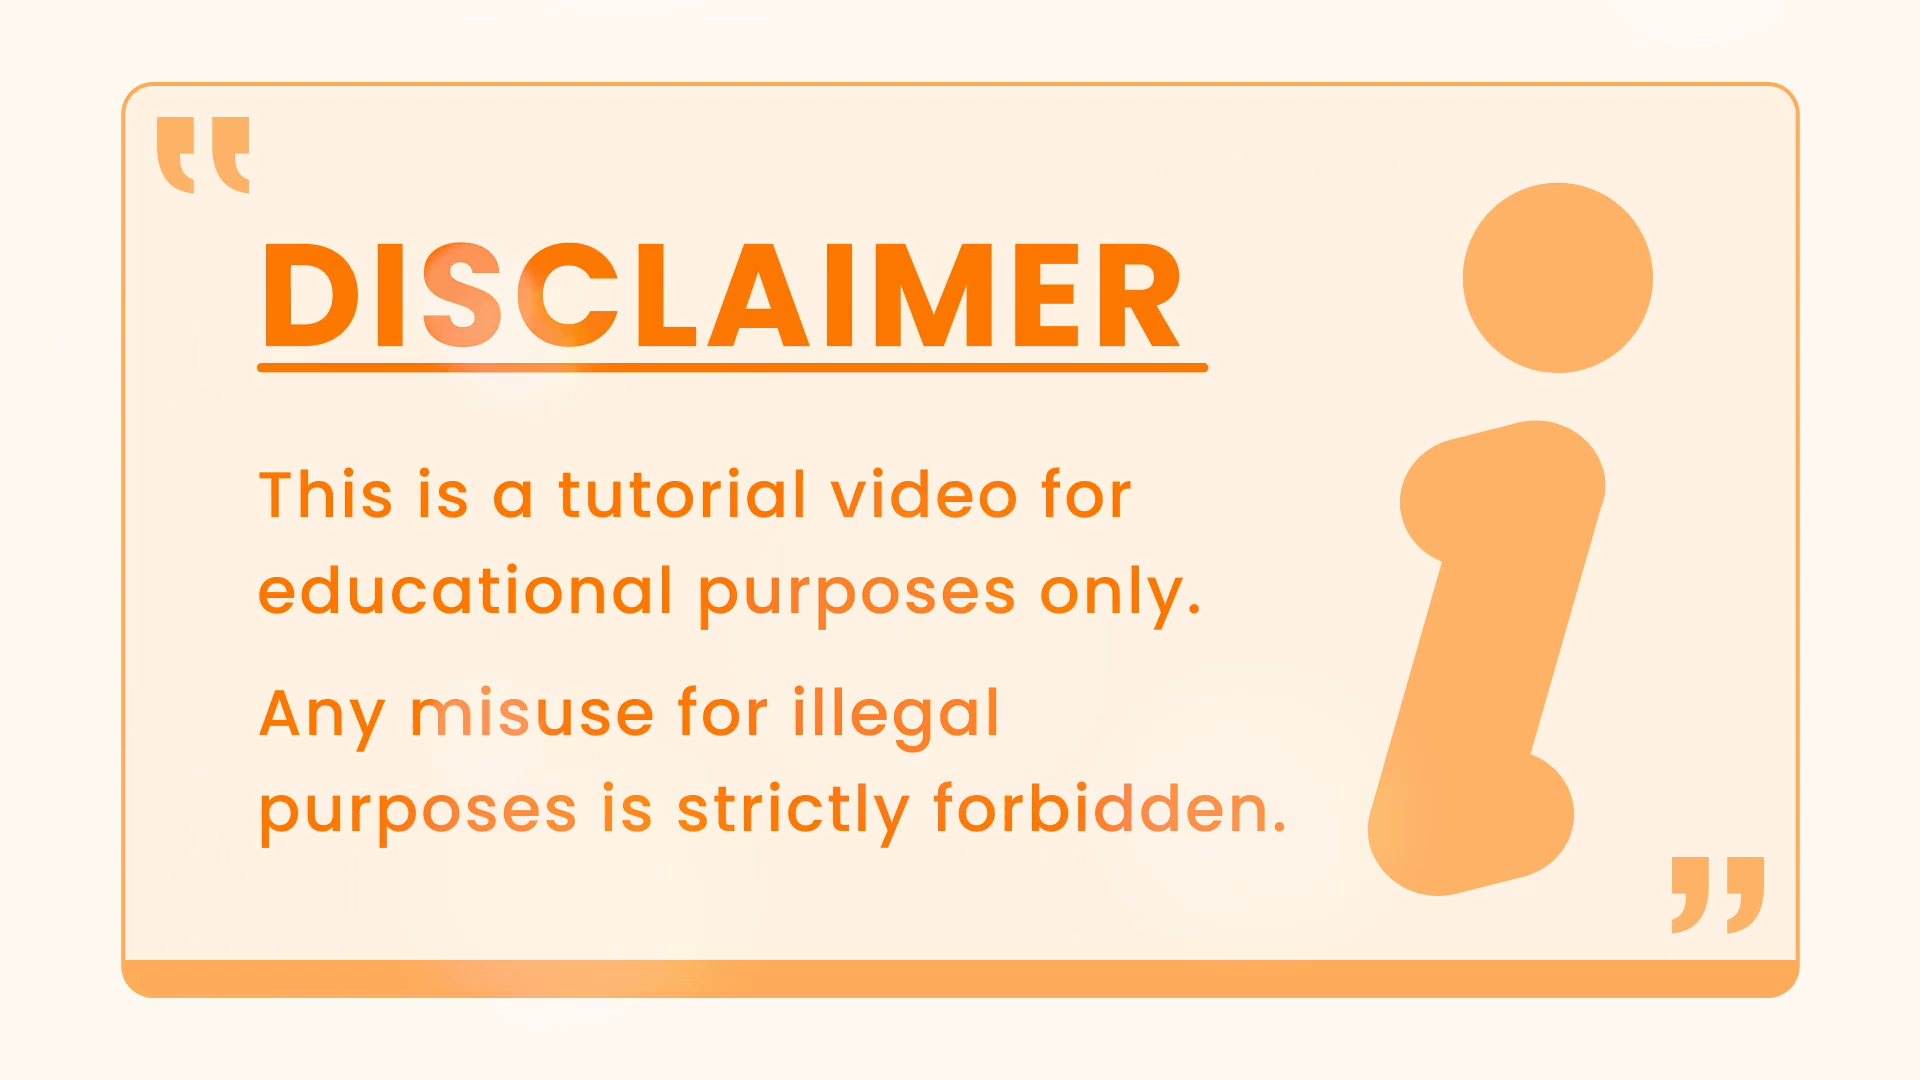 DISCLAIMER
This is a tutorial video for
educational purposes only.
Any misuse for illegal
purposes is strictly forbidden.